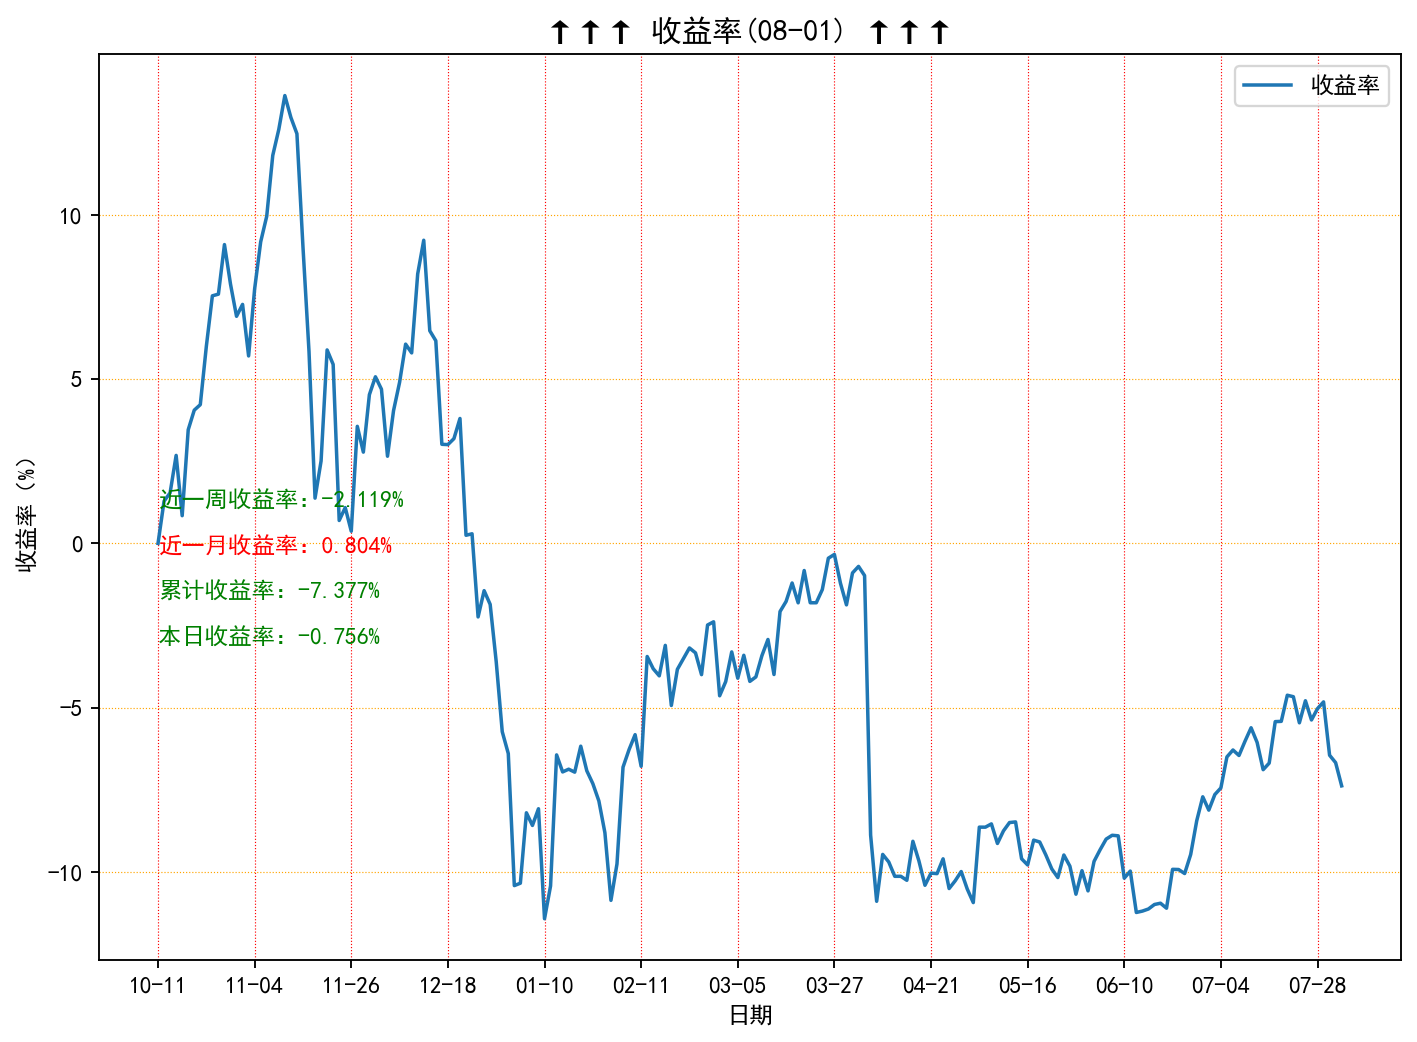 ↑↑↑ 收益率(08-01) ↑↑↑
收益率
收益率（%）
10
5
0
-5
-10
近一周收益率：-2.119%
近一月收益率：0.804%
累计收益率：-7.377%
本日收益率：-0.756%
10-11 11-04 11-26 12-18 01-10 02-11 03-05 03-27 04-21 05-16 06-10 07-04 07-28
日期